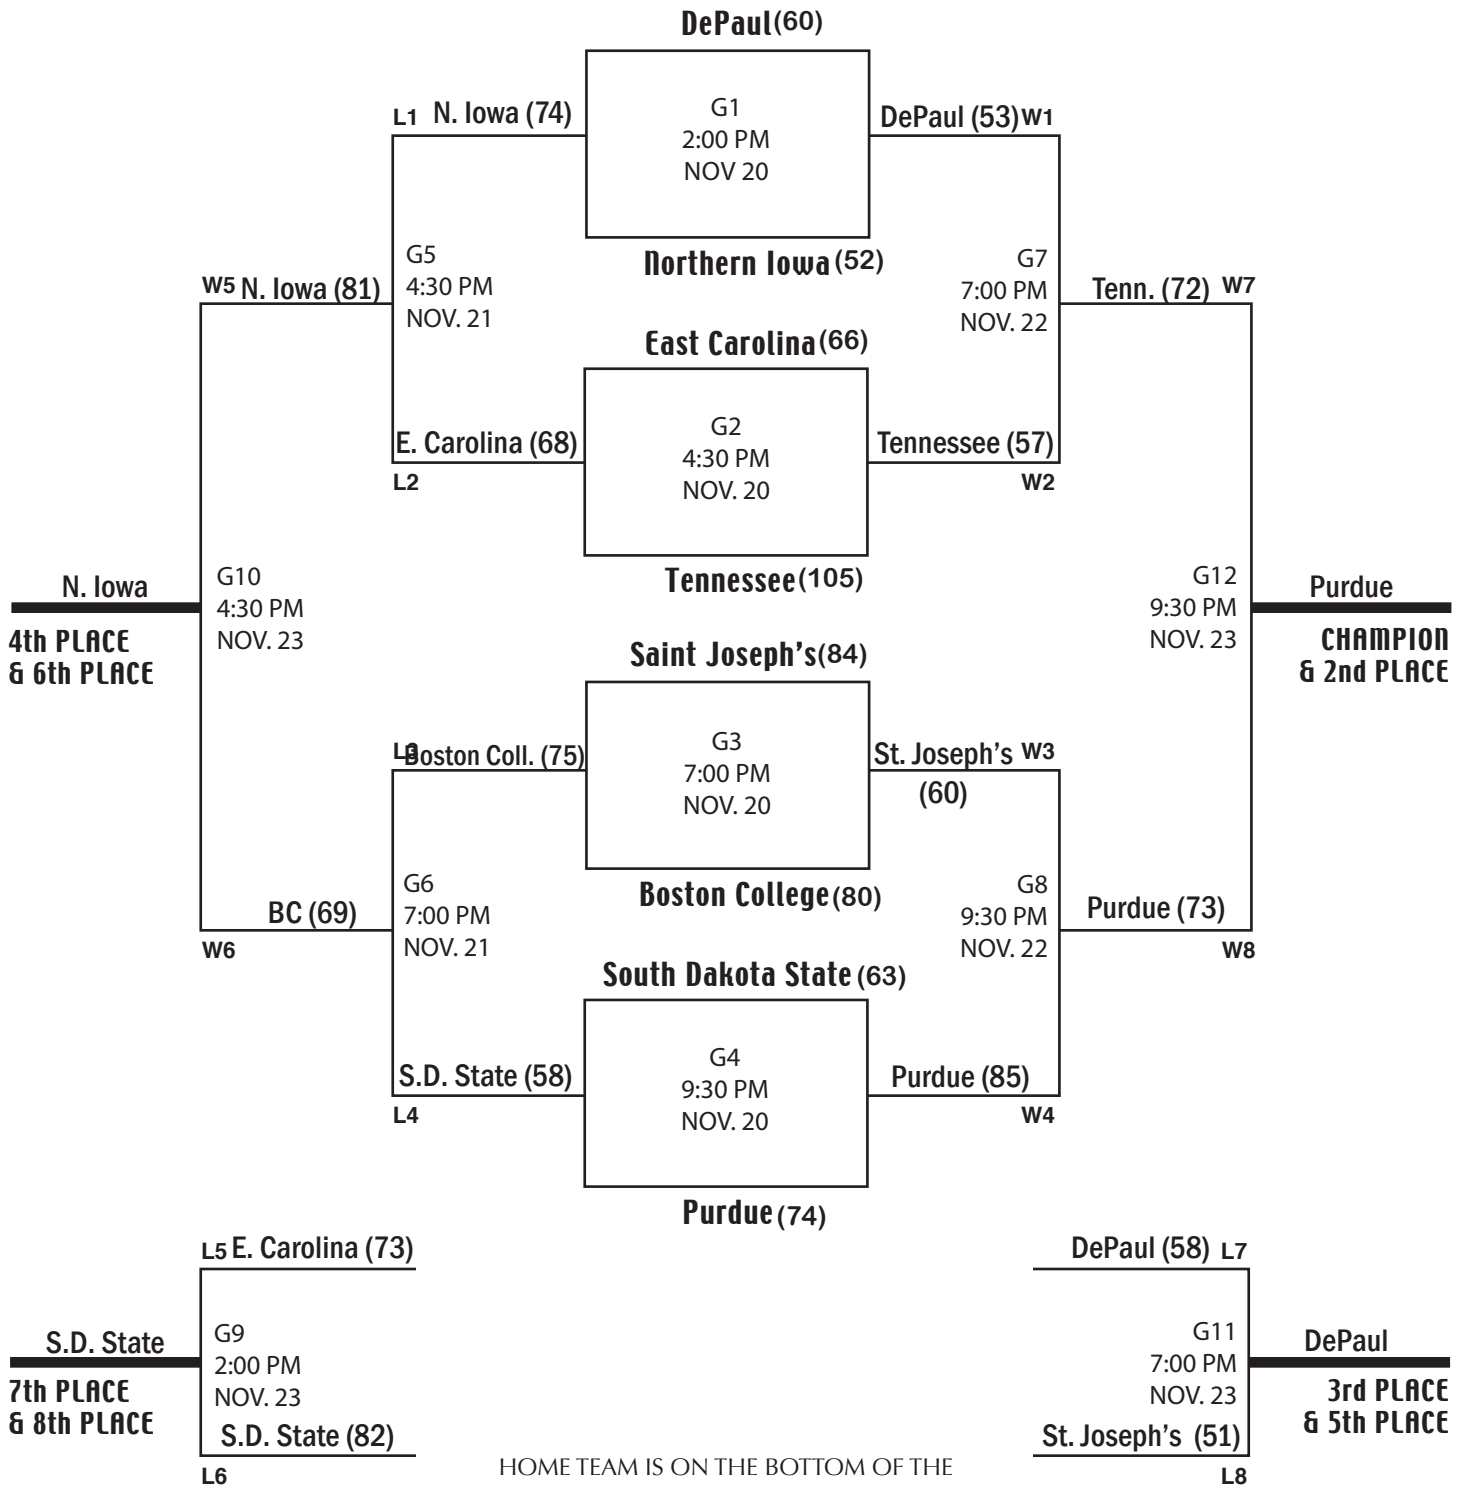 DePaul (60)
G1
2:00 PM
NOV 20
L1 N. Iowa (74)
DePaul (53) W1
Northern Iowa (52)
G5
4:30 PM
NOV. 21
G7
7:00 PM
NOV. 22
W5 N. Iowa (81)
Tenn. (72) W7
East Carolina (66)
G2
4:30 PM
NOV. 20
E. Carolina (68)
L2
Tennessee (57)
W2
Tennessee (105)
N. Iowa
4th PLACE
& 6th PLACE
G10
4:30 PM
NOV. 23
G12
9:30 PM
NOV. 23
Purdue
CHAMPION
& 2nd PLACE
Saint Joseph's (84)
G3
7:00 PM
NOV. 20
L3 Boston Coll. (75)
St. Joseph's W3
(60)
Boston College (80)
G6
7:00 PM
NOV. 21
G8
9:30 PM
NOV. 22
BC (69)
W6
Purdue (73)
W8
South Dakota State (63)
G4
9:30 PM
NOV. 20
S.D. State (58)
L4
Purdue (85)
W4
Purdue (74)
L5 E. Carolina (73)
DePaul (58) L7
S.D. State
7th PLACE
& 8th PLACE
G9
2:00 PM
NOV. 23
G11
7:00 PM
NOV. 23
DePaul
3rd PLACE
& 5th PLACE
S.D. State (82)
L6
St. Joseph's (51)
L8
HOME TEAM IS ON THE BOTTOM OF THE